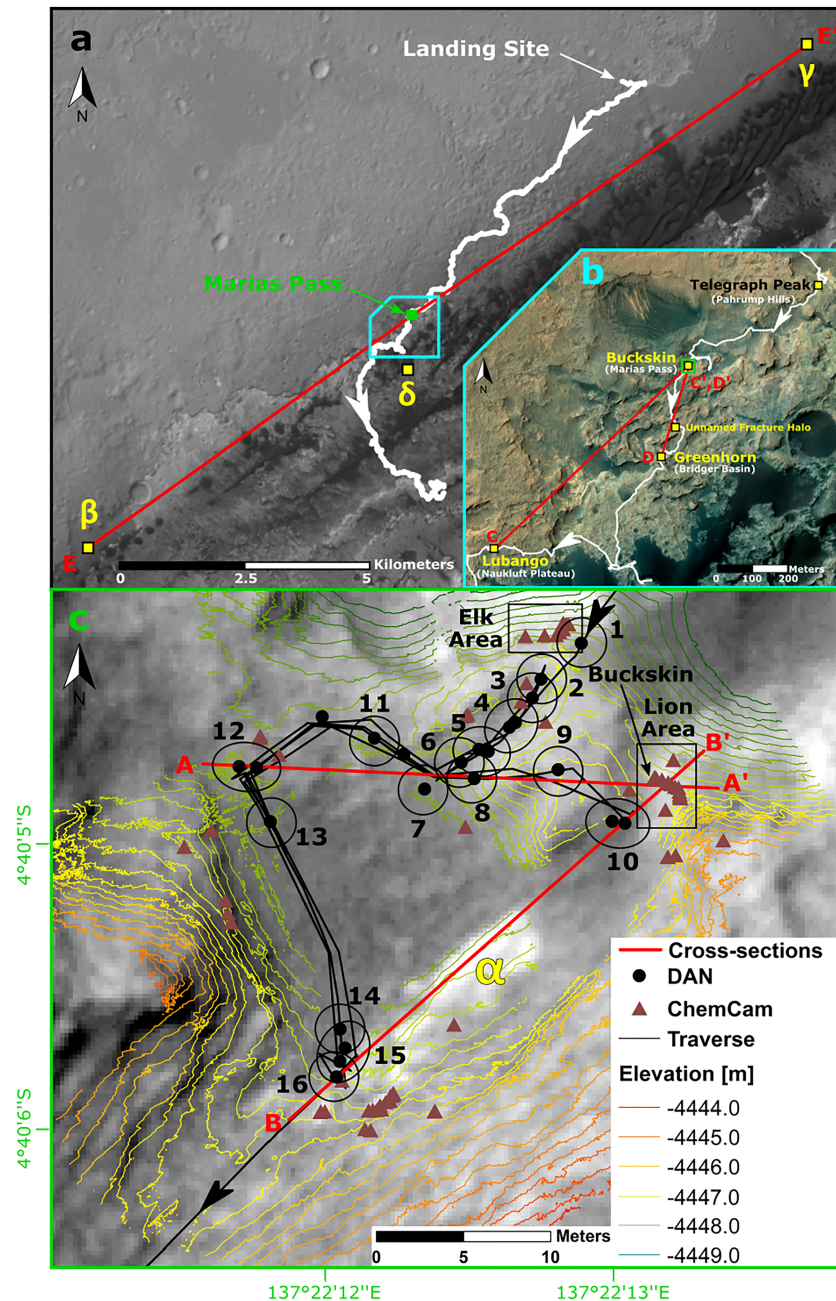 a
N
Landing Site
E'
γ
Marias Pass
δ
β
E
0
2.5
5
Kilometers
b
N
Telegraph Peak
(Pahrump Hills)
Buckskin
(Marias Pass)
C',D'
Unnamed Fracture Halo
D
Greenhorn
(Bridger Basin)
C
Lubango
(Naukluft Plateau)
Meters
0 100 200
c
N
Elk
Area
1
2
3
4
5
6
7
8
9
10
11
12
13
14
15
16
Buckskin
Lion
Area
B'
A
A'
B
α
4°40'5''S
4°40'6''S
Cross-sections
DAN
ChemCam
Traverse
Elevation [m]
-4444.0
-4445.0
-4446.0
-4447.0
-4448.0
-4449.0
Meters
0 5 10
137°22'12''E
137°22'13''E